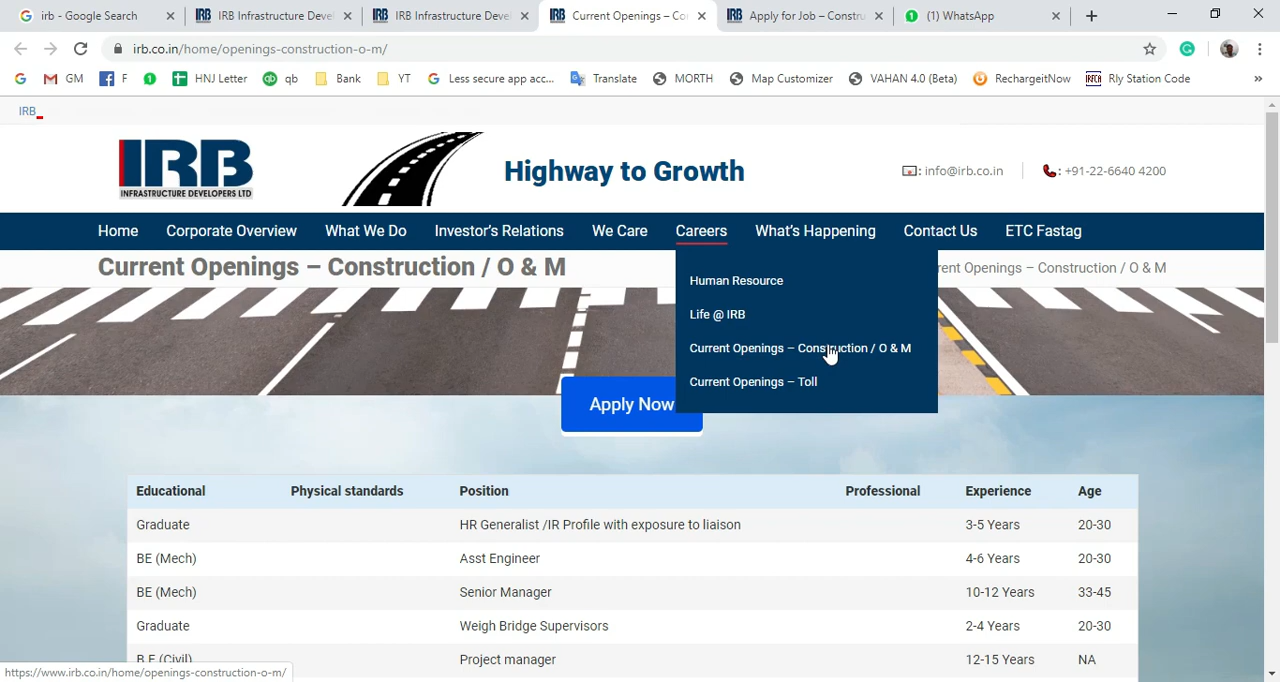 irb - Google Search
IRB Infrastructure Deve
IRB Infrastructure Deve
Current Openings – Co
Apply for Job – Constru
(1) WhatsApp
irb.co.in/home/openings-construction-o-m/
GM
F
HNJ Letter
qb
Bank
YT
Less secure app acc...
Translate
MORTH
Map Customizer
VAHAN 4.0 (Beta)
RechargeitNow
Rly Station Code
»
IRB
IRB
INFRASTRUCTURE DEVELOPERS LTD
Highway to Growth
: info@irb.co.in
: +91-22-6640 4200
Home Corporate Overview What We Do Investor's Relations We Care Careers What's Happening Contact Us ETC Fastag
Current Openings – Construction / O & M
rent Openings – Construction / O & M
Human Resource
Life @ IRB
Current Openings – Construction / O & M
Current Openings – Toll
Apply Now
Educational Physical standards Position Professional Experience Age
Graduate HR Generalist /IR Profile with exposure to liaison 3-5 Years 20-30
BE (Mech) Asst Engineer 4-6 Years 20-30
BE (Mech) Senior Manager 10-12 Years 33-45
Graduate Weigh Bridge Supervisors 2-4 Years 20-30
B.E (Civil) Project manager 12-15 Years NA
https://www.irb.co.in/home/openings-construction-o-m/